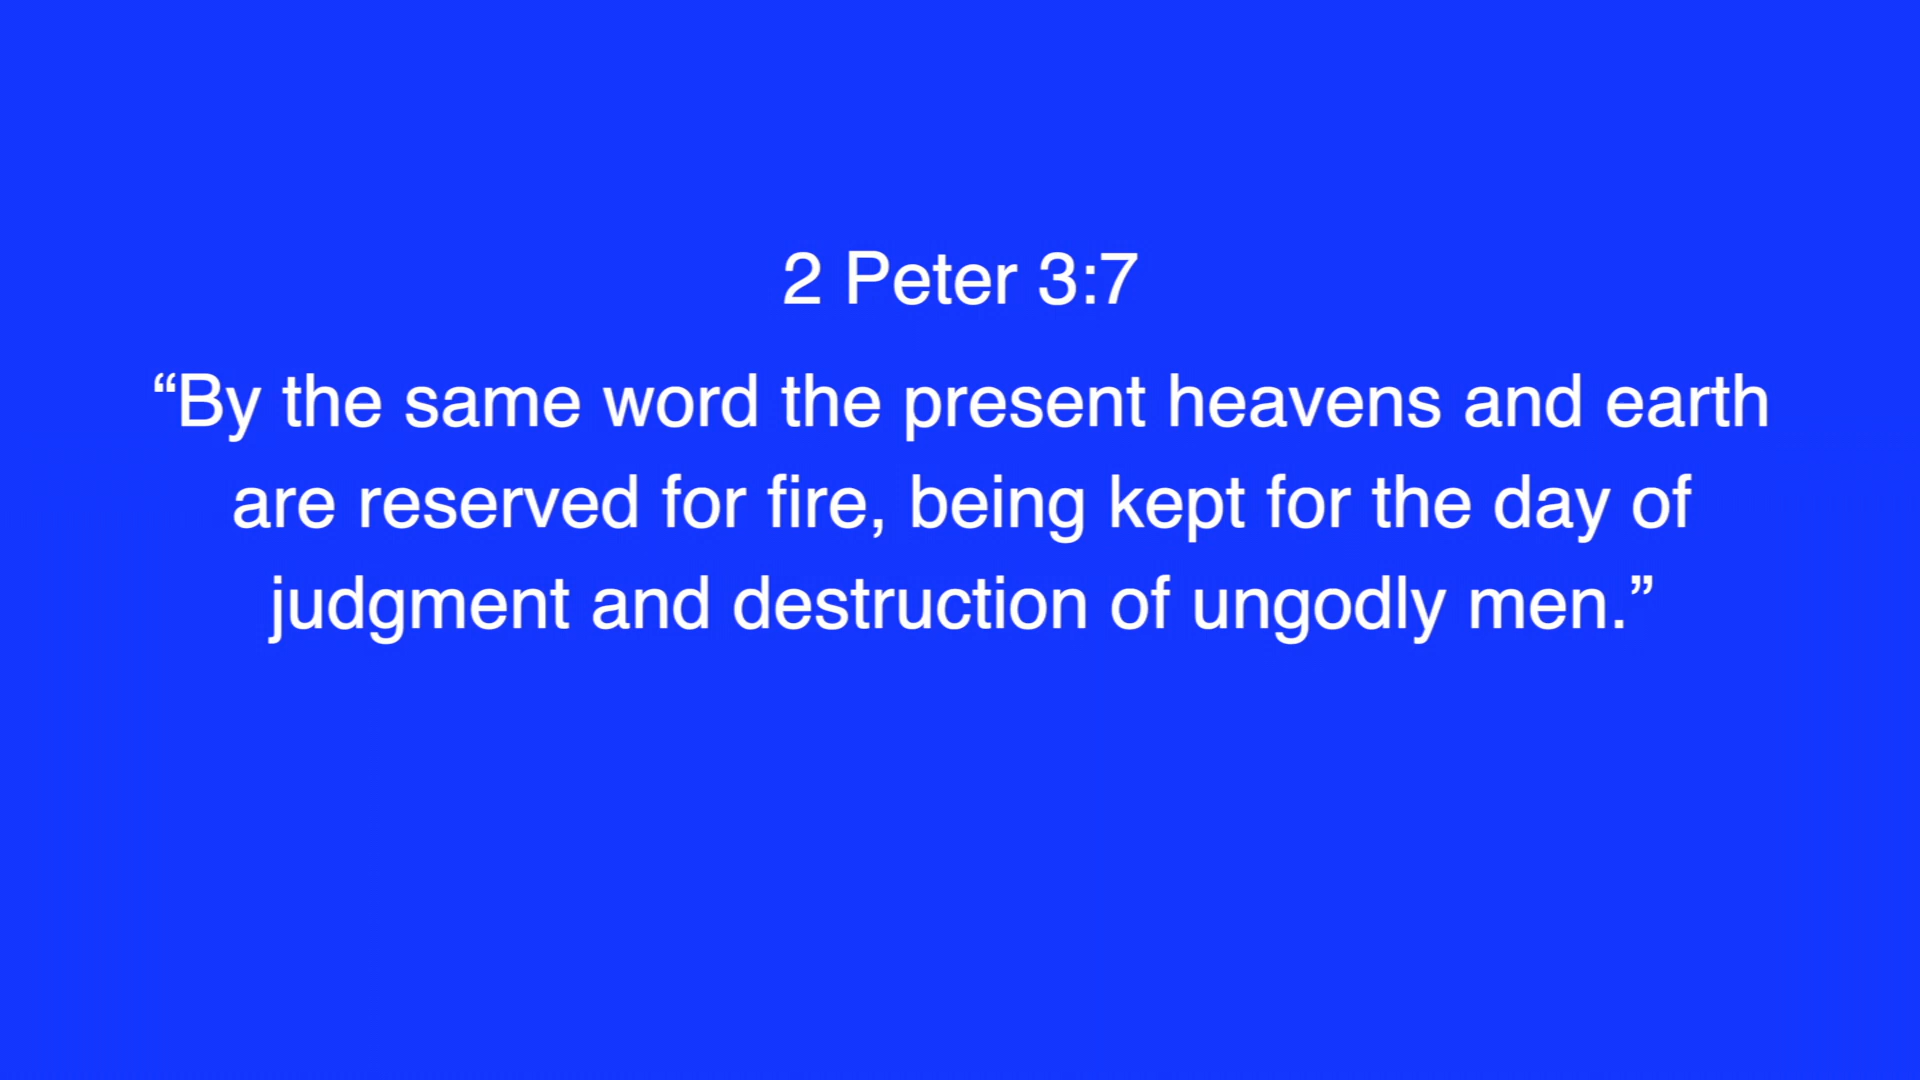 2 Peter 3:7
“By the same word the present heavens and earth
are reserved for fire, being kept for the day of
judgment and destruction of ungodly men.”